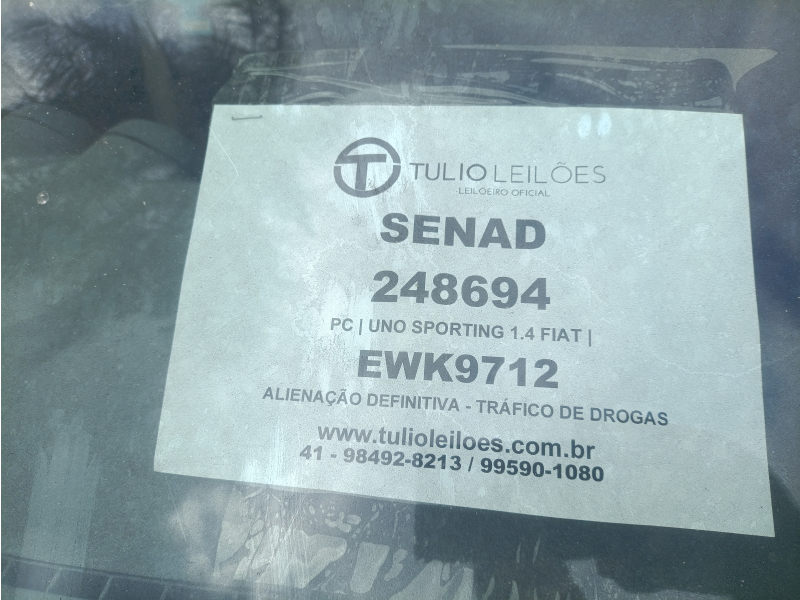 TULIO LEILÕES
LEILOEIRO OFICIAL
SENAD
248694
PC | UNO SPORTING 1.4 FIAT |
EWK9712
ALIENAÇÃO DEFINITIVA - TRÁFICO DE DROGAS
www.tulioleiloes.com.br
41 - 98492-8213 / 99590-1080